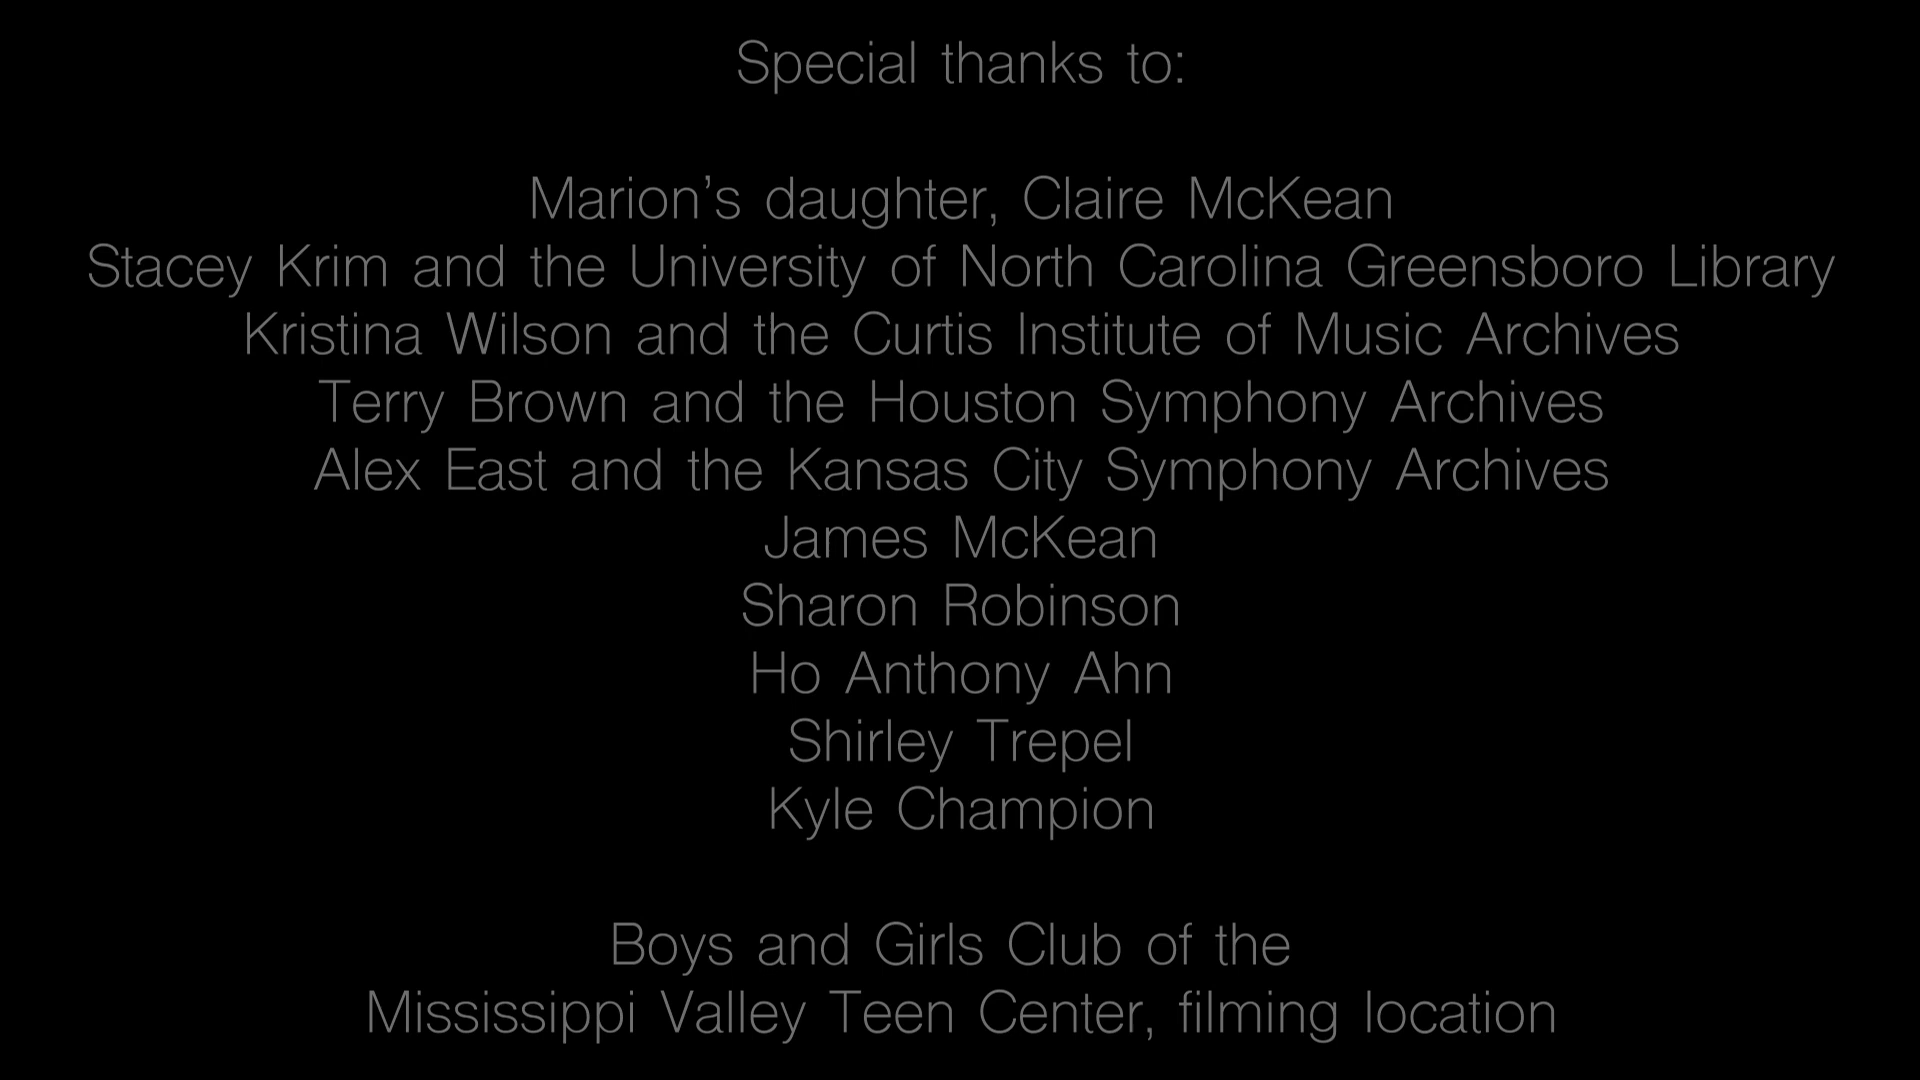 Special thanks to:
Marion’s daughter, Claire McKean
Stacey Krim and the University of North Carolina Greensboro Library
Kristina Wilson and the Curtis Institute of Music Archives
Terry Brown and the Houston Symphony Archives
Alex East and the Kansas City Symphony Archives
James McKean
Sharon Robinson
Ho Anthony Ahn
Shirley Trepel
Kyle Champion
Boys and Girls Club of the
Mississippi Valley Teen Center, filming location